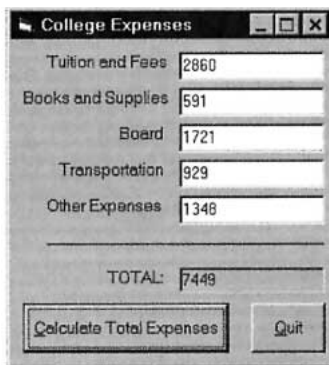 College Expenses
Tuition and Fees 2860
Books and Supplies 591
Board 1721
Transportation 929
Other Expenses 1348
TOTAL: 7449
Calculate Total Expenses Quit